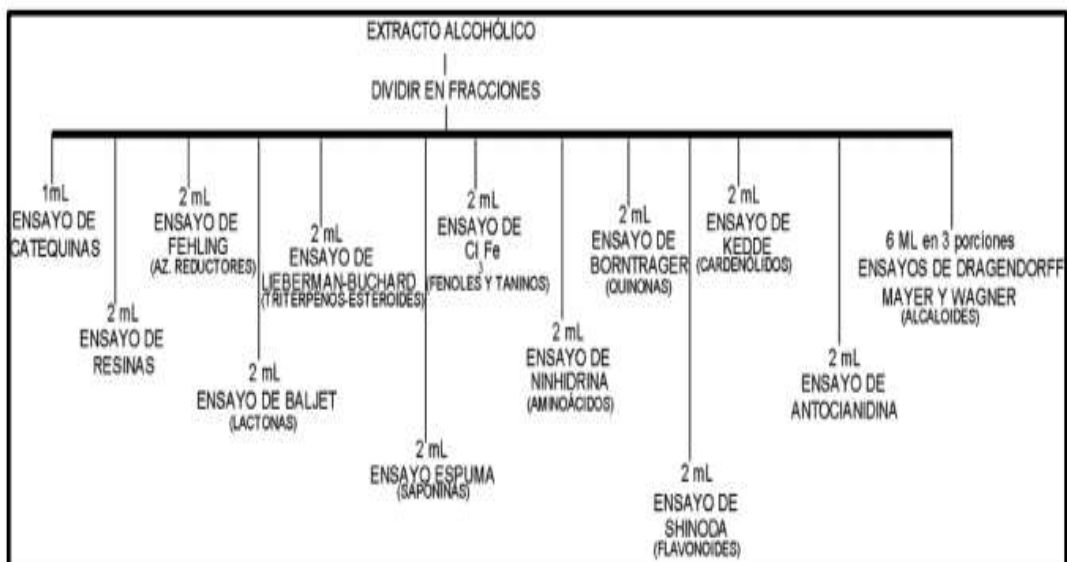 EXTRACTO ALCOHÓLICO
DIVIDIR EN FRACCIONES
1mL
ENSAYO DE
CATEQUINAS
2 mL
ENSAYO DE
RESINAS
2 mL
ENSAYO DE
FEHLING
(AZ. REDUCTORES)
2 mL
ENSAYO DE BALJET
(LACTONAS)
2 mL
ENSAYO DE
LIEBERMAN-BUCHARD
(TRITERPENOS-ESTEROIDES)
2 mL
ENSAYO ESPUMA
(SAPONINAS)
2 mL
ENSAYO DE
Cl Fe
3
(FENOLES Y TANINOS)
2 mL
ENSAYO DE
NINHIDRINA
(AMINOÁCIDOS)
2 mL
ENSAYO DE
BORNTRAGER
(QUINONAS)
2 mL
ENSAYO DE
SHINODA
(FLAVONOIDES)
2 mL
ENSAYO DE
KEDDE
(CARDENÓLIDOS)
2 mL
ENSAYO DE
ANTOCIANIDINA
6 ML en 3 porciones
ENSAYOS DE DRAGENDORFF
MAYER Y WAGNER
(ALCALOIDES)